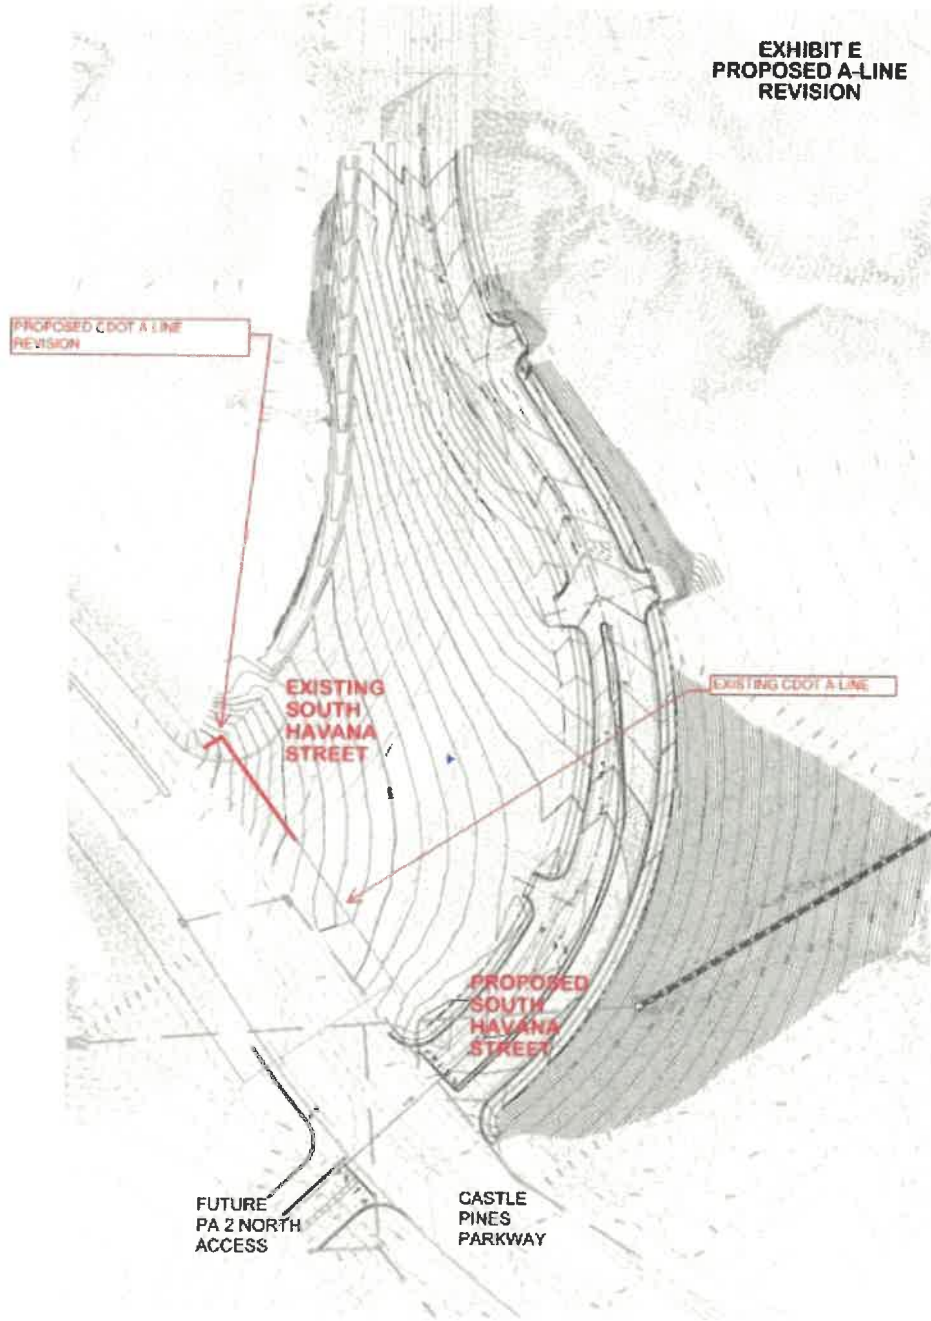 EXHIBIT E
PROPOSED A-LINE
REVISION
PROPOSED CDOT A-LINE
REVISION
EXISTING
SOUTH
HAVANA
STREET
EXISTING CDOT A-LINE
PROPOSED
SOUTH
HAVANA
STREET
FUTURE
PA 2 NORTH
ACCESS
CASTLE
PINES
PARKWAY